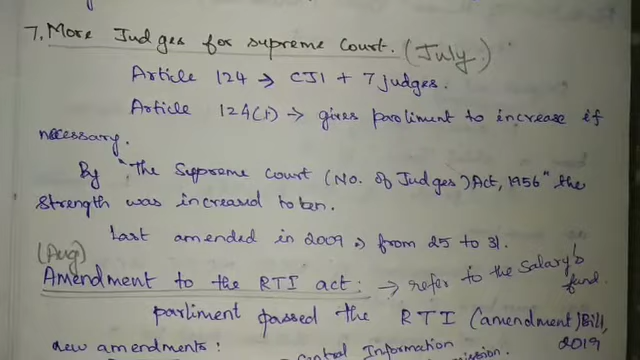 7. More Judges for supreme court. (July)
Article 124 → CJI + 7 judges.
Article 124(1) → gives parliment to increase if
necessary.
By "The Supreme Court (No. of Judges) Act, 1956" the
strength was increased to ten.
Last amended in 2009 → from 25 to 31.
(Aug)
Amendment to the RTI act: → refer to the salary's
fund.
parliment passed the RTI (amendment) Bill,
2019
new amendments: Central Information